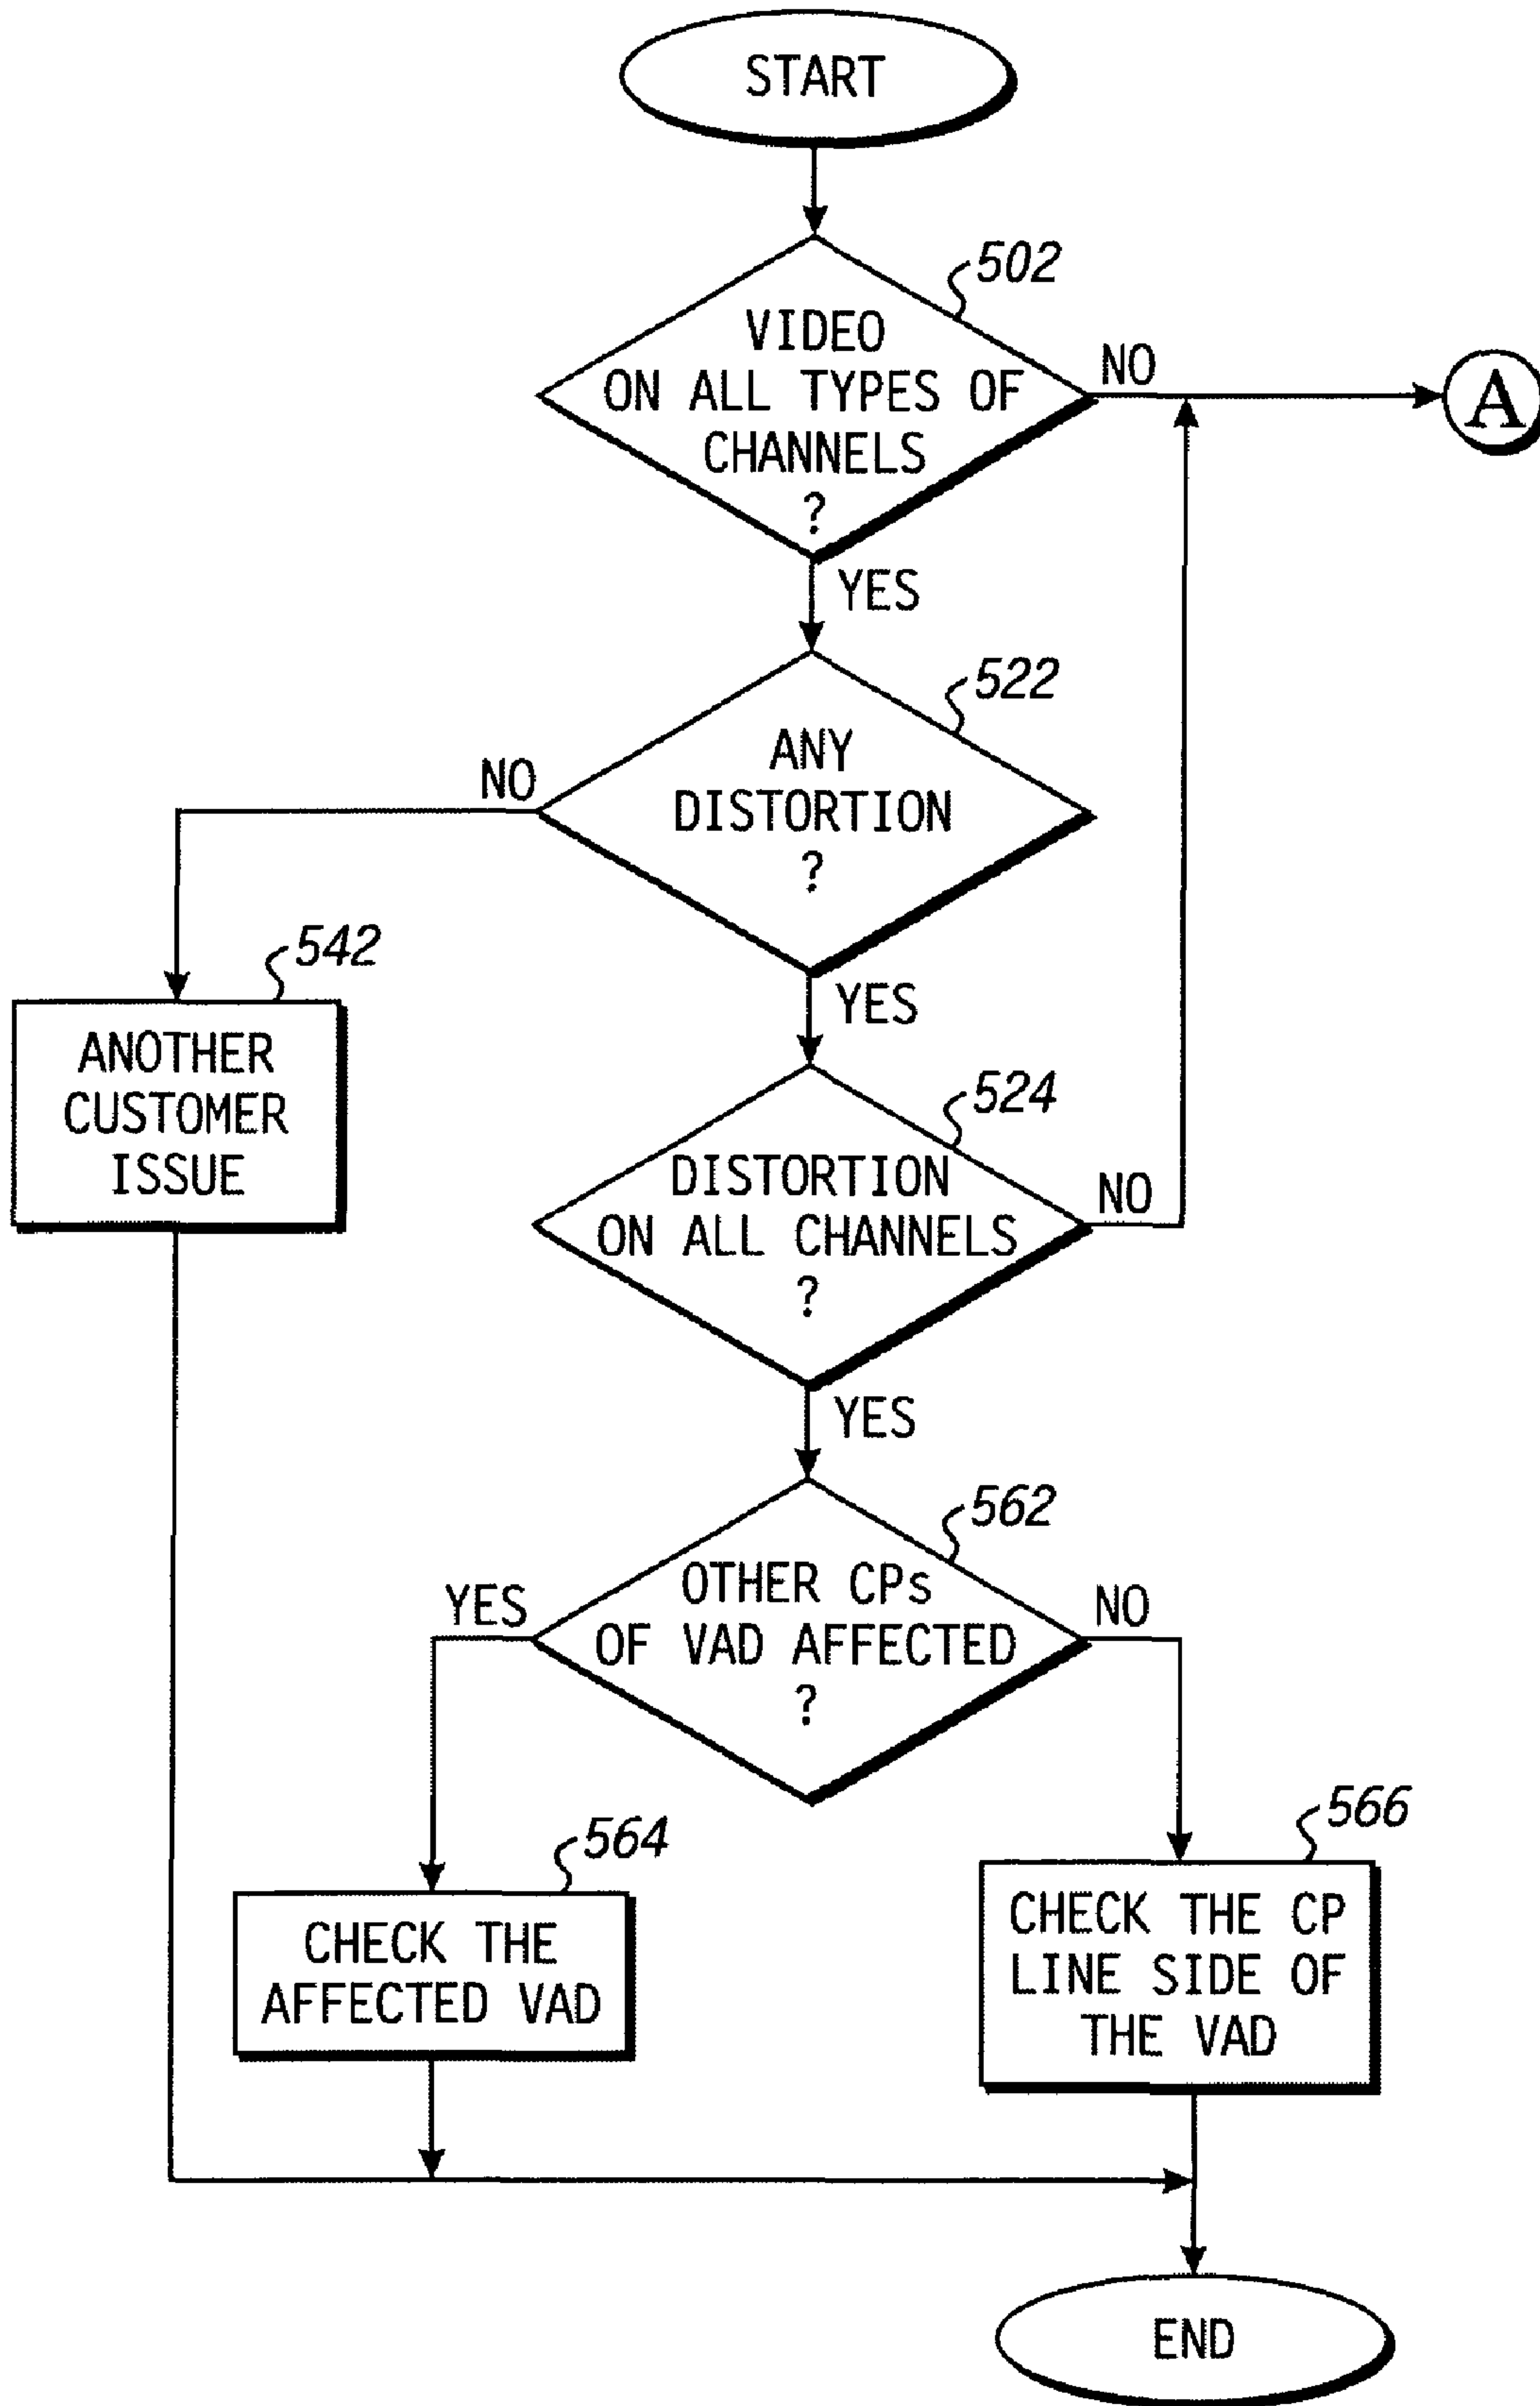 START
502
VIDEO
ON ALL TYPES OF
CHANNELS
?
NO
A
YES
522
ANY
DISTORTION
?
NO
YES
542
ANOTHER
CUSTOMER
ISSUE
524
DISTORTION
ON ALL CHANNELS
?
NO
YES
562
OTHER CPs
OF VAD AFFECTED
?
YES
NO
564
CHECK THE
AFFECTED VAD
566
CHECK THE CP
LINE SIDE OF
THE VAD
END